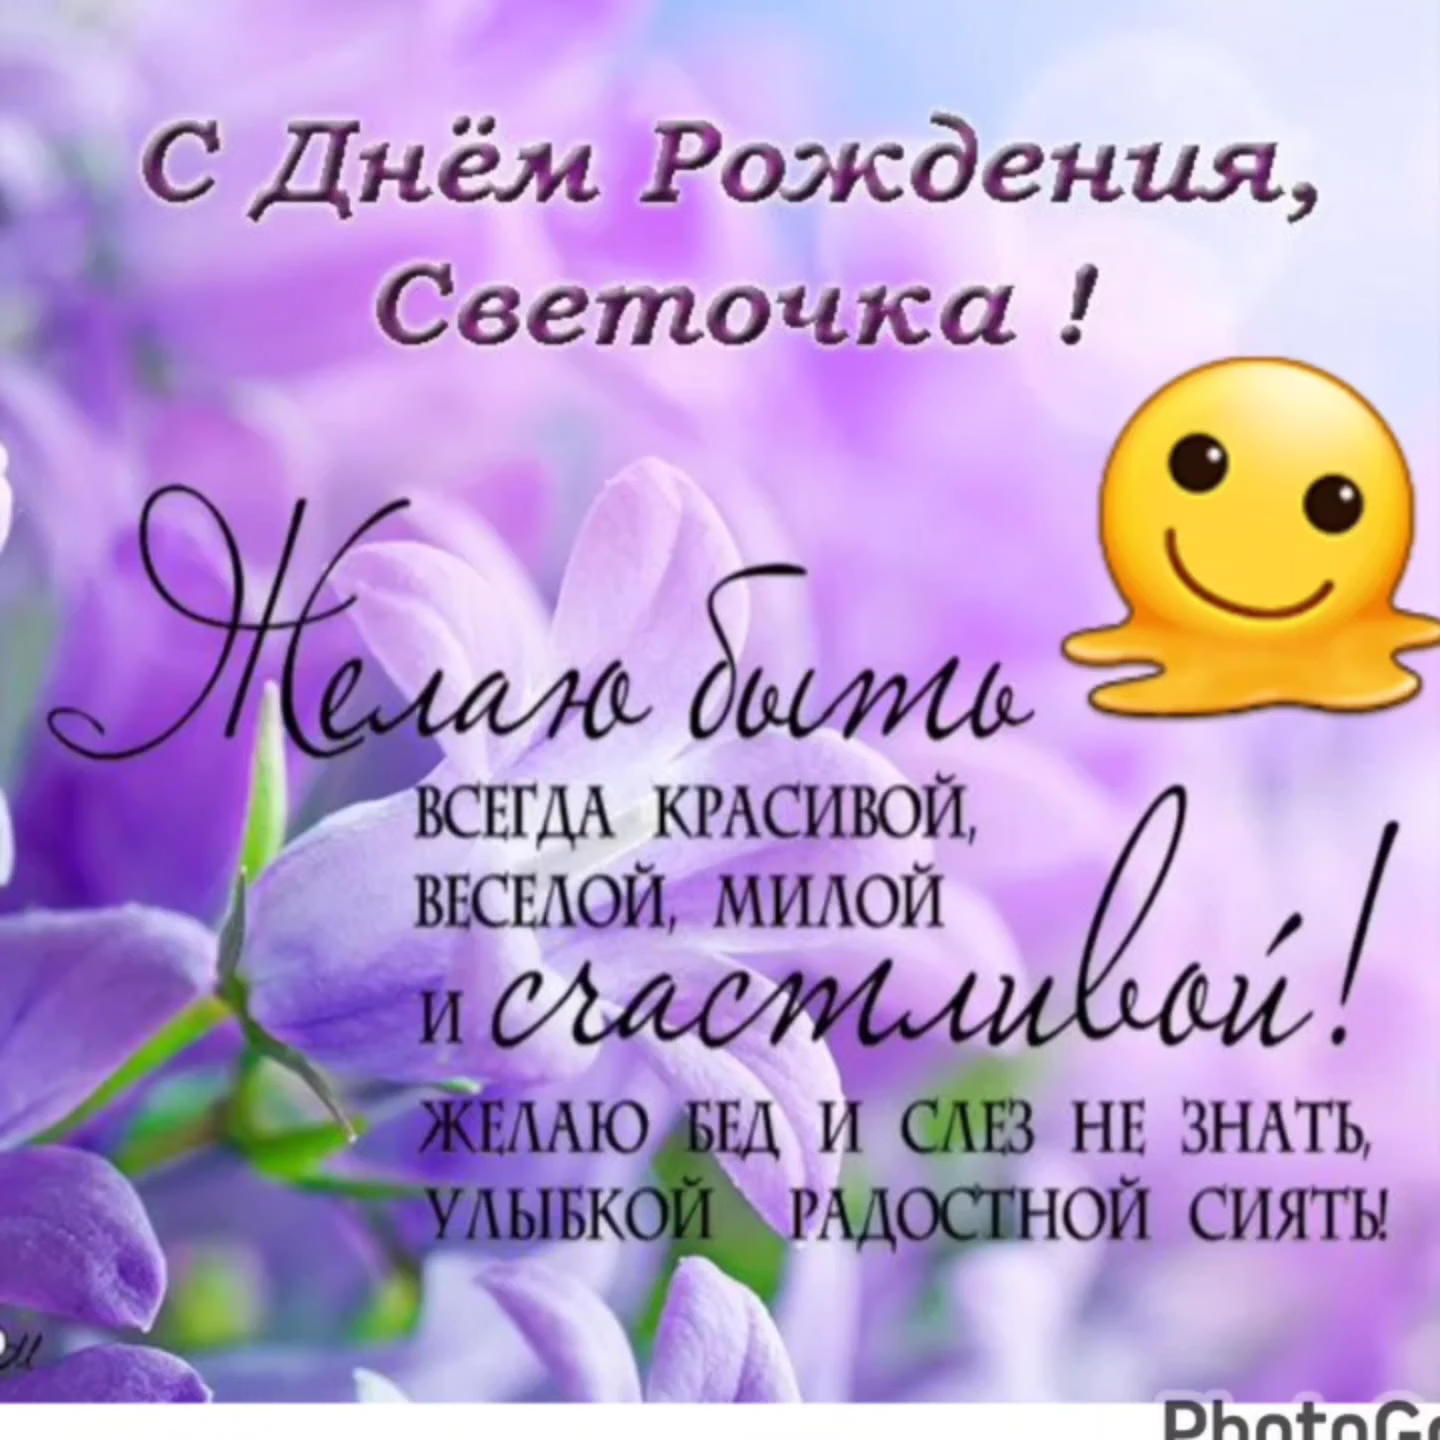 С Днём Рождения,
Светочка !
Желаю быть
ВСЕГДА КРАСИВОЙ,
ВЕСЕЛОЙ, МИЛОЙ
И счастливой!
ЖЕЛАЮ БЕД И СЛЕЗ НЕ ЗНАТЬ,
УЛЫБКОЙ РАДОСТНОЙ СИЯТЬ!